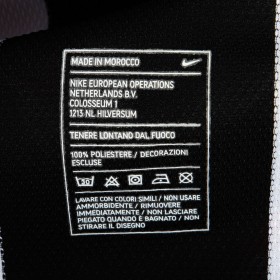 MADE IN MOROCCO
NIKE EUROPEAN OPERATIONS
NETHERLANDS B.V.
COLOSSEUM 1
1213 NL HILVERSUM
TENERE LONTANO DAL FUOCO
100% POLIESTERE / DECORAZIONI
ESCLUSE
LAVARE CON COLORI SIMILI / NON USARE
AMMORBIDENTE / RIMUOVERE
IMMEDIATAMENTE / NON LASCIARE
PIEGATO QUANDO È BAGNATO / NON
STIRARE IL DISEGNO